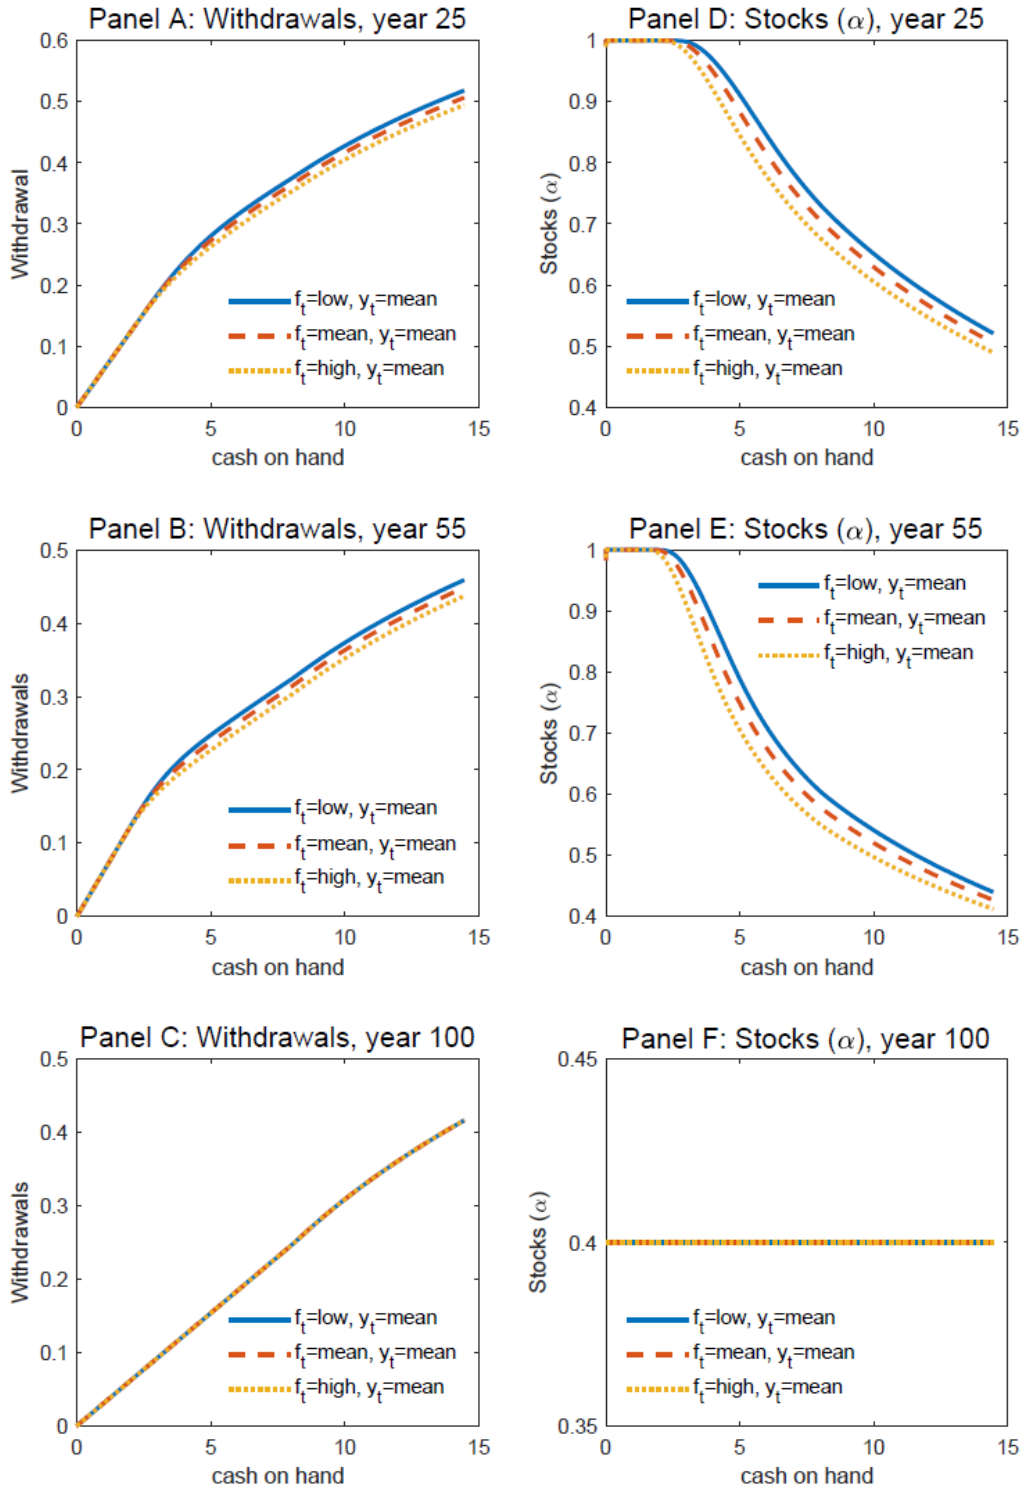 Panel A: Withdrawals, year 25
0.6
0.5
0.4
0.3
0.2
0.1
0
Withdrawal
f_t=low, y_t=mean
f_t=mean, y_t=mean
f_t=high, y_t=mean
0 5 10 15
cash on hand
Panel D: Stocks (α), year 25
1
0.9
0.8
0.7
0.6
0.5
0.4
Stocks (α)
f_t=low, y_t=mean
f_t=mean, y_t=mean
f_t=high, y_t=mean
0 5 10 15
cash on hand
Panel B: Withdrawals, year 55
0.5
0.4
0.3
0.2
0.1
0
Withdrawals
f_t=low, y_t=mean
f_t=mean, y_t=mean
f_t=high, y_t=mean
0 5 10 15
cash on hand
Panel E: Stocks (α), year 55
1
0.9
0.8
0.7
0.6
0.5
0.4
Stocks (α)
f_t=low, y_t=mean
f_t=mean, y_t=mean
f_t=high, y_t=mean
0 5 10 15
cash on hand
Panel C: Withdrawals, year 100
0.5
0.4
0.3
0.2
0.1
0
Withdrawals
f_t=low, y_t=mean
f_t=mean, y_t=mean
f_t=high, y_t=mean
0 5 10 15
cash on hand
Panel F: Stocks (α), year 100
0.45
0.4
0.35
Stocks (α)
f_t=low, y_t=mean
f_t=mean, y_t=mean
f_t=high, y_t=mean
0 5 10 15
cash on hand